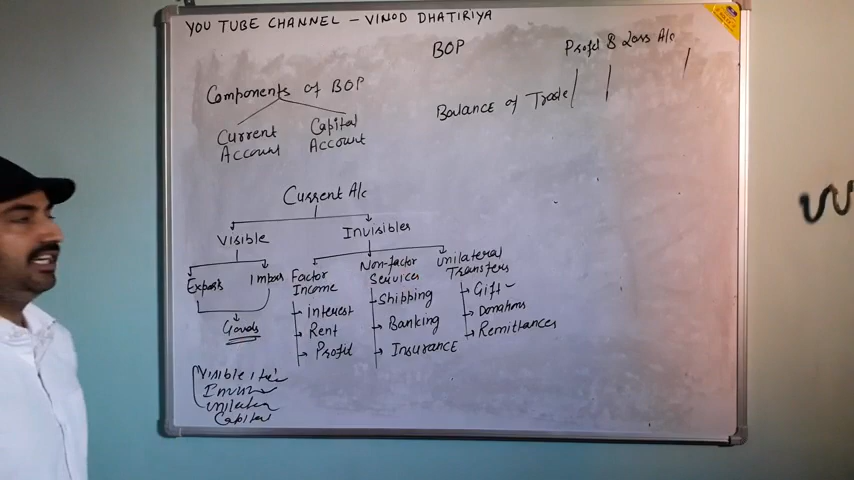 YOU TUBE CHANNEL - VINOD DHATIRIYA
BOP
Profit & Loss A/c
Components of BOP
Current Account
Capital Account
Balance of Trade
Current A/c
Visible
Invisibles
Exports
Imports
Goods
Factor Income
interest
Rent
Profit
Non-factor Services
Shipping
Banking
Insurance
Unilateral Transfers
Gift
Donations
Remittances
Visible
Capital